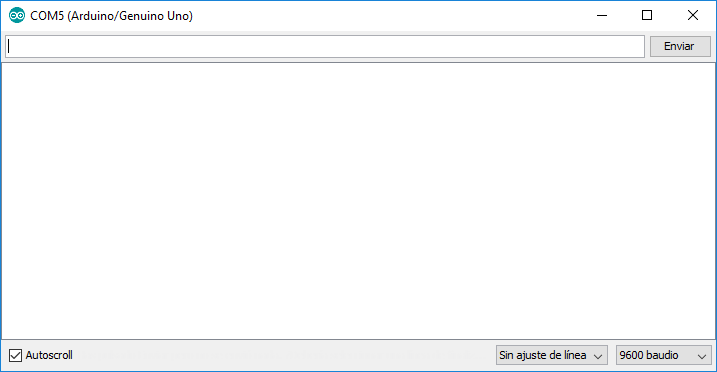 COM5 (Arduino/Genuino Uno)
Enviar
Autoscroll
Sin ajuste de línea
9600 baudio